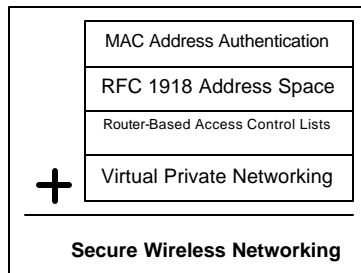 MAC Address Authentication
RFC 1918 Address Space
Router-Based Access Control Lists
+ Virtual Private Networking
Secure Wireless Networking